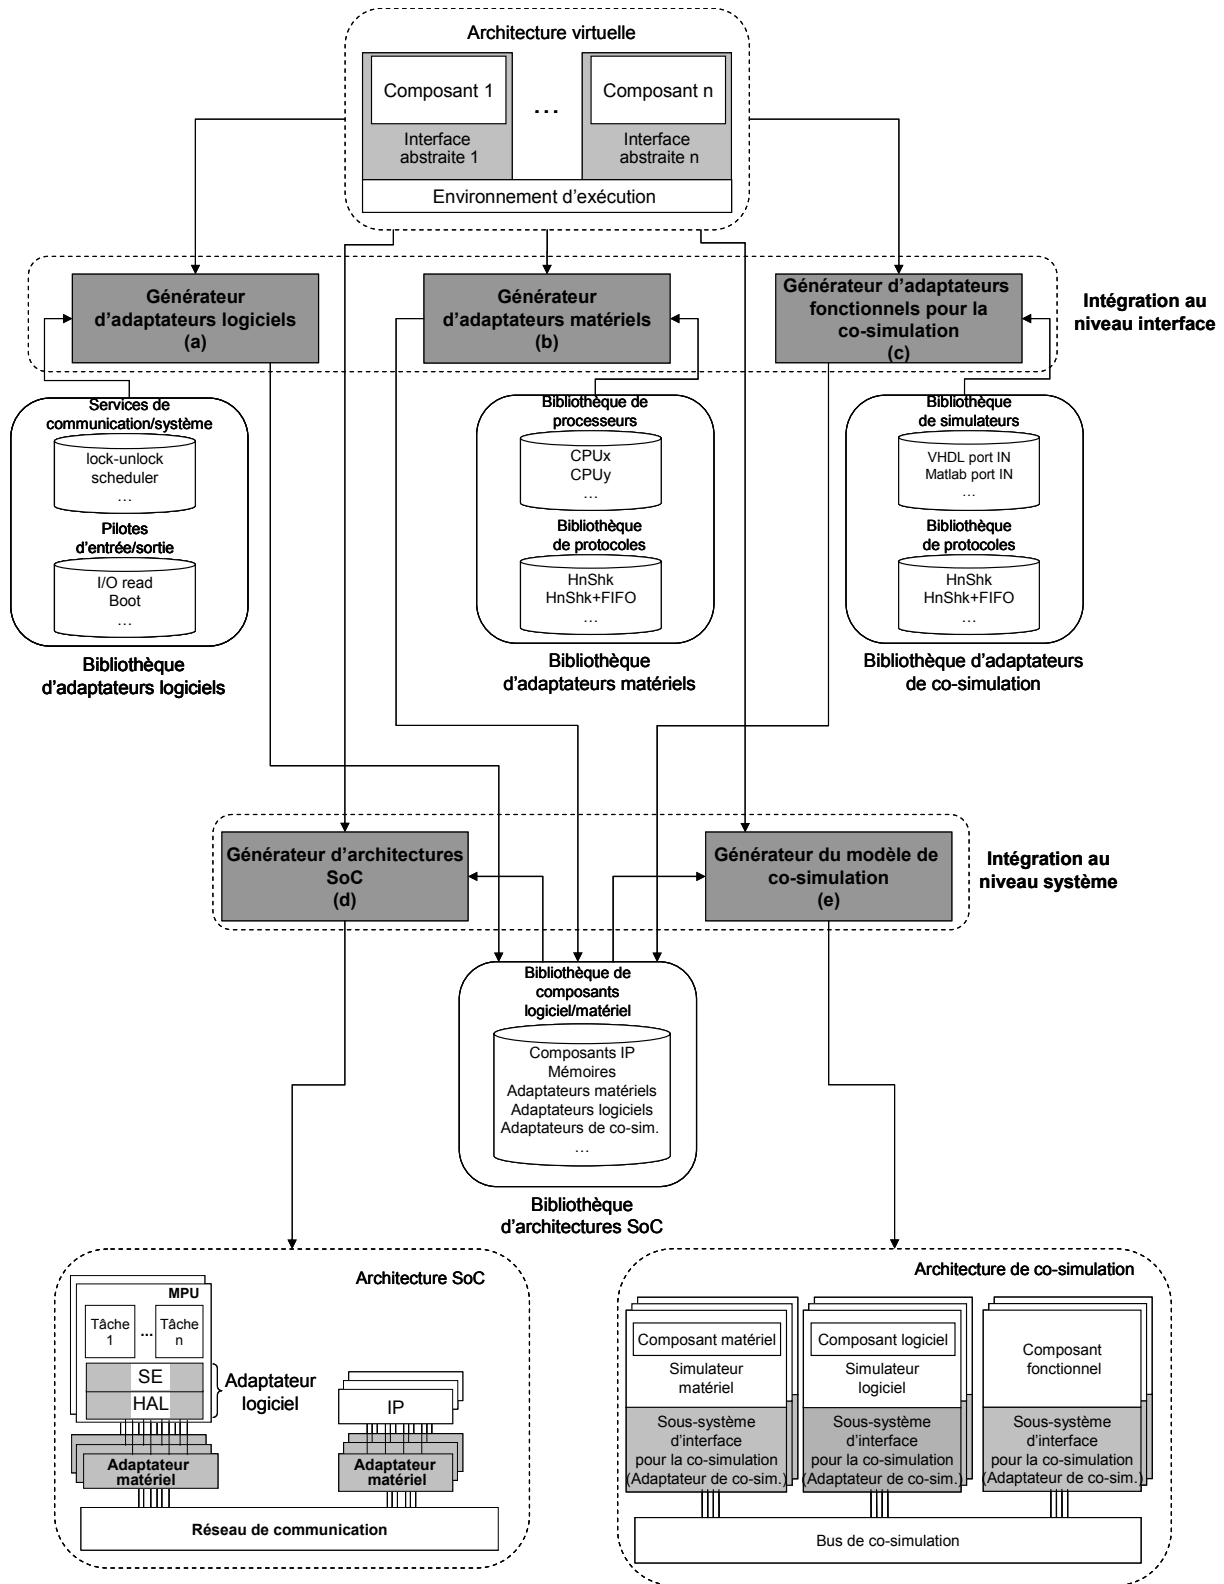 Architecture virtuelle
Composant 1
...
Composant n
Interface
abstraite 1
Interface
abstraite n
Environnement d'exécution
Générateur
d'adaptateurs logiciels
(a)
Générateur
d'adaptateurs matériels
(b)
Générateur d'adaptateurs
fonctionnels pour la
co-simulation
(c)
Intégration au
niveau interface
Services de
communication/système
lock-unlock
scheduler
…
Pilotes
d'entrée/sortie
I/O read
Boot
…
Bibliothèque
d'adaptateurs logiciels
Bibliothèque de
processeurs
CPUx
CPUy
…
Bibliothèque
de protocoles
HnShk
HnShk+FIFO
…
Bibliothèque
d'adaptateurs matériels
Bibliothèque
de simulateurs
VHDL port IN
Matlab port IN
…
Bibliothèque
de protocoles
HnShk
HnShk+FIFO
…
Bibliothèque d'adaptateurs
de co-simulation
Générateur d'architectures
SoC
(d)
Générateur du modèle de
co-simulation
(e)
Intégration au
niveau système
Bibliothèque de
composants
logiciel/matériel
Composants IP
Mémoires
Adaptateurs matériels
Adaptateurs logiciels
Adaptateurs de co-sim.
…
Bibliothèque
d'architectures SoC
Architecture SoC
MPU
Tâche
1
...
Tâche
n
SE
HAL
Adaptateur
logiciel
IP
Adaptateur
matériel
Adaptateur
matériel
Réseau de communication
Architecture de co-simulation
Composant matériel
Simulateur
matériel
Sous-système
d'interface
pour la co-simulation
(Adaptateur de co-sim.)
Composant logiciel
Simulateur
logiciel
Sous-système
d'interface
pour la co-simulation
(Adaptateur de co-sim.)
Composant
fonctionnel
Sous-système
d'interface
pour la co-simulation
(Adaptateur de co-sim.)
Bus de co-simulation